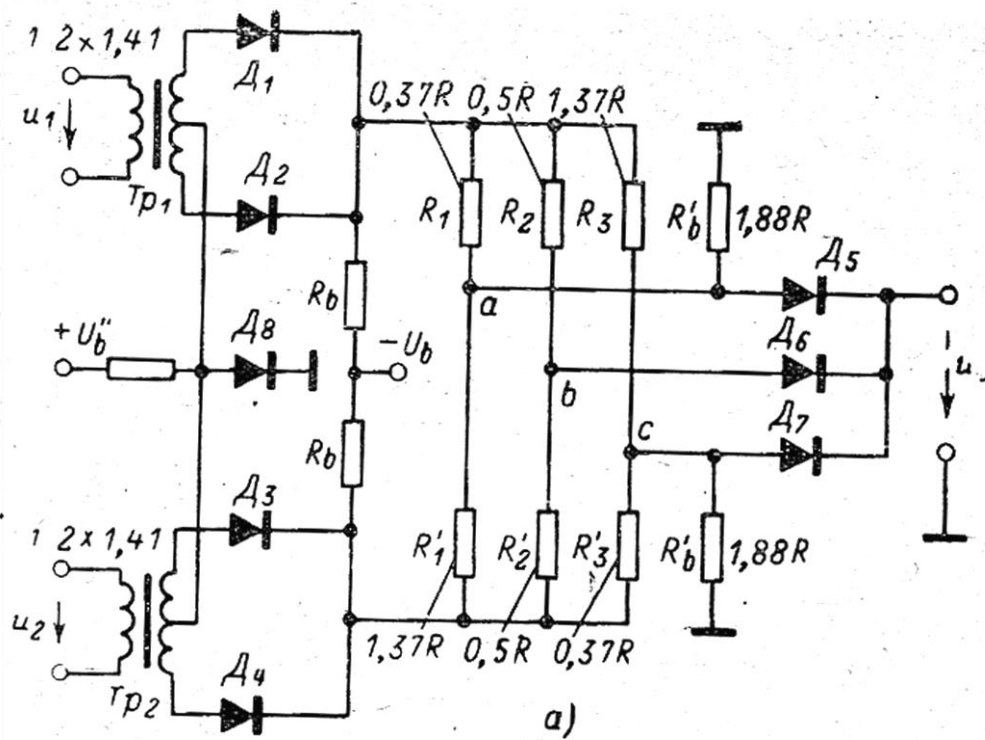 1 2×1,41
Д1
0,37R 0,5R 1,37R
u1
Тр1
Д2
R1
R2
R3
R'b
1,88R
Д5
Rb
a
+U"b
Д8
−Ub
Д6
b
u
Д7
c
Rb
Д3
1 2×1,41
R'1
R'2
R'3
R'b
1,88R
u2
1,37R 0,5R 0,37R
Д4
Тр2
а)